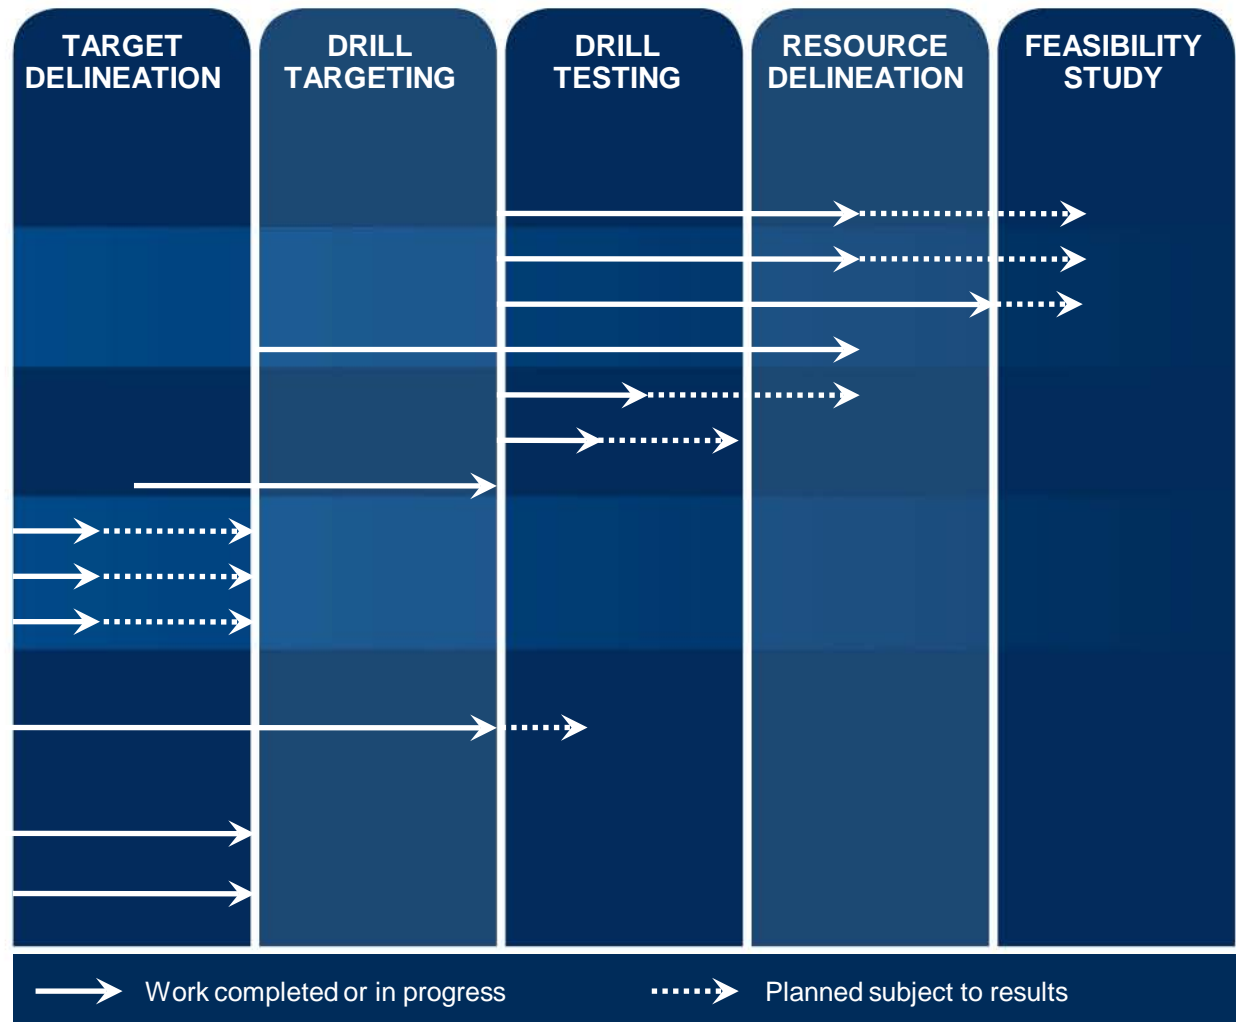 TARGET
DELINEATION
DRILL
TARGETING
DRILL
TESTING
RESOURCE
DELINEATION
FEASIBILITY
STUDY
Work completed or in progress
Planned subject to results